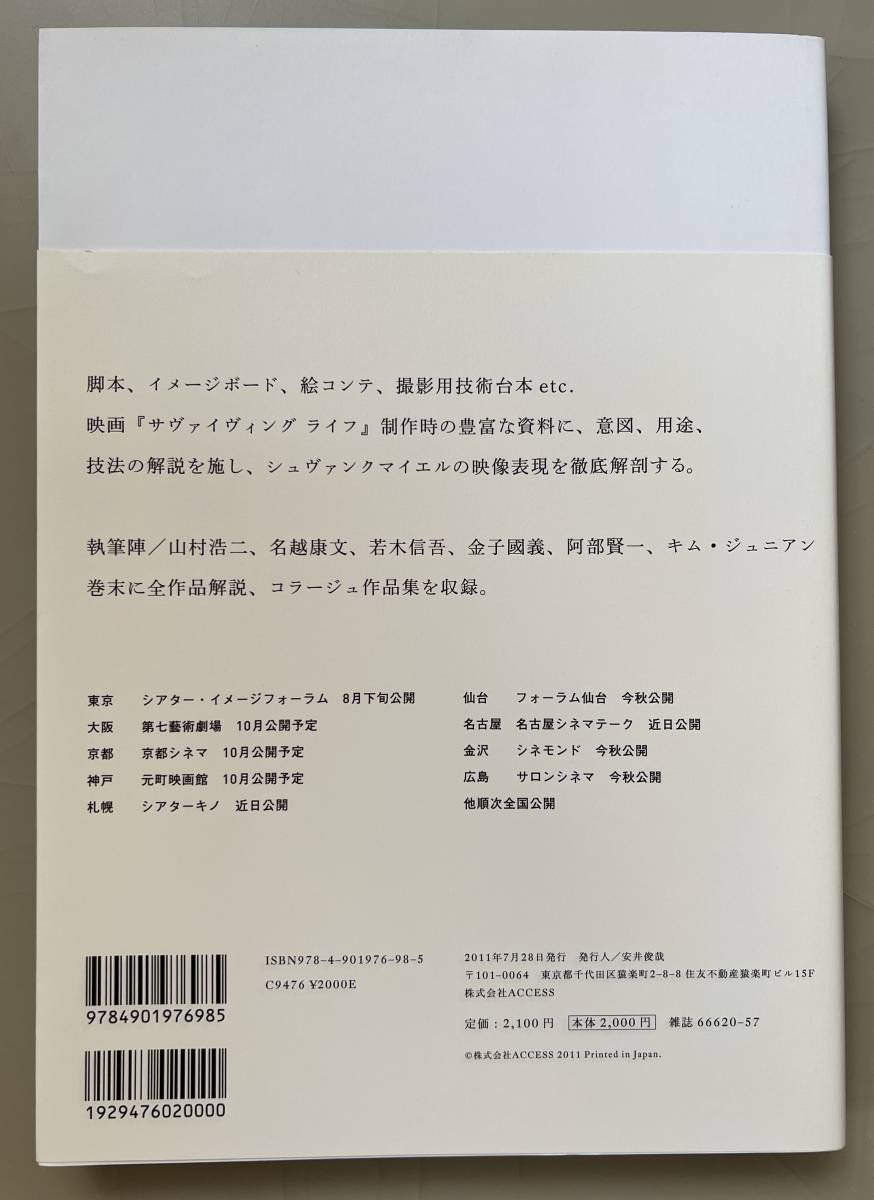 脚本、イメージボード、絵コンテ、撮影用技術台本 etc.
映画『サヴァイヴィング ライフ』制作時の豊富な資料に、意図、用途、
技法の解説を施し、シュヴァンクマイエルの映像表現を徹底解剖する。
執筆陣／山村浩二、名越康文、若木信吾、金子國義、阿部賢一、キム・ジュニアン
巻末に全作品解説、コラージュ作品集を収録。
東京 シアター・イメージフォーラム 8月下旬公開
大阪 第七藝術劇場 10月公開予定
京都 京都シネマ 10月公開予定
神戸 元町映画館 10月公開予定
札幌 シアターキノ 近日公開
仙台 フォーラム仙台 今秋公開
名古屋 名古屋シネマテーク 近日公開
金沢 シネモンド 今秋公開
広島 サロンシネマ 今秋公開
他順次全国公開
9784901976985
1929476020000
ISBN978-4-901976-98-5
C9476 ¥2000E
2011年7月28日発行 発行人／安井俊哉
〒101-0064 東京都千代田区猿楽町2-8-8 住友不動産猿楽町ビル15F
株式会社ACCESS
定価：2,100円 本体2,000円 雑誌 66620-57
©株式会社ACCESS 2011 Printed in Japan.